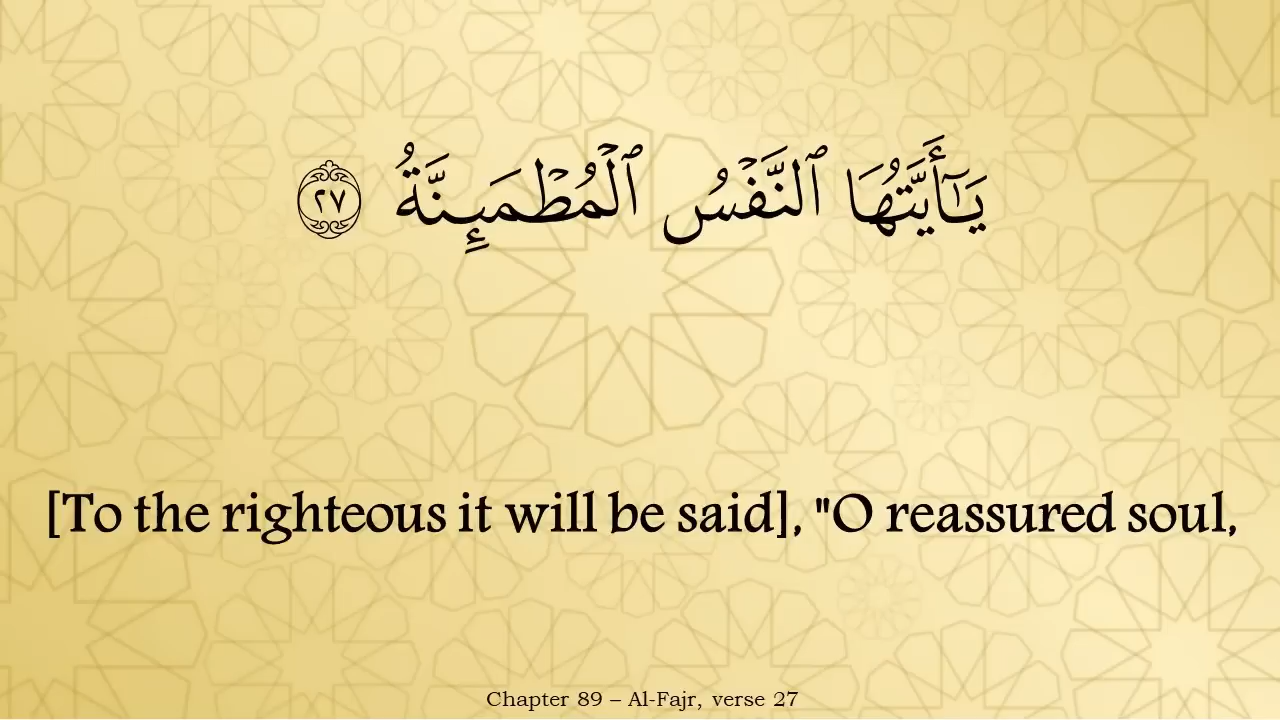 يَـٰٓأَيَّتُهَا ٱلنَّفْسُ ٱلْمُطْمَئِنَّةُ ٢٧
[To the righteous it will be said], "O reassured soul,
Chapter 89 – Al-Fajr, verse 27